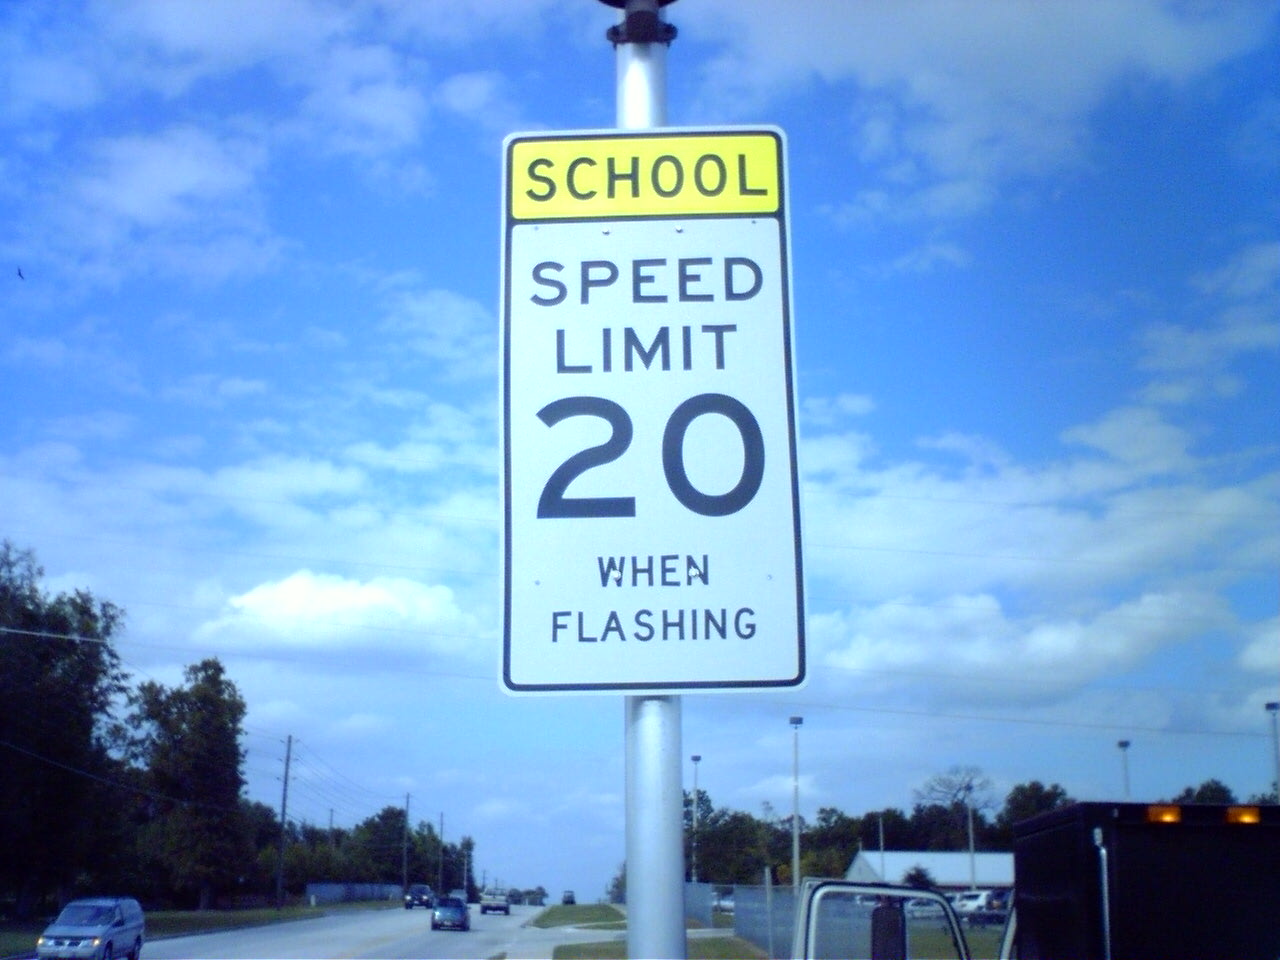 SCHOOL
SPEED
LIMIT
20
WHEN
FLASHING